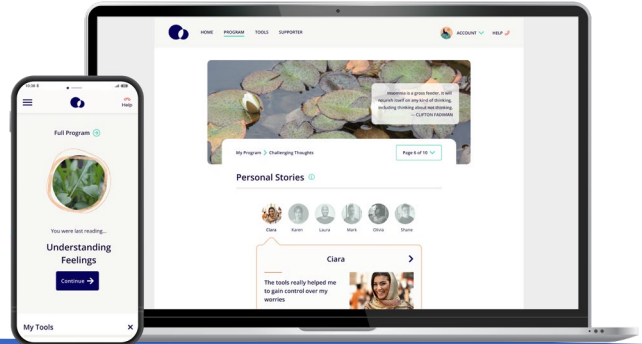 HOME PROGRAM TOOLS SUPPORTER ACCOUNT HELP
Insomnia is a gross feeder. It will
nourish itself on any kind of thinking,
including thinking about not thinking.
— CLIFTON FADIMAN
My Program > Challenging Thoughts
Page 6 of 10
Personal Stories
Ciara Karen Laura Mark Olivia Shane
Ciara
The tools really helped me
to gain control over my
worries
Help
Full Program
You were last reading...
Understanding
Feelings
Continue →
My Tools